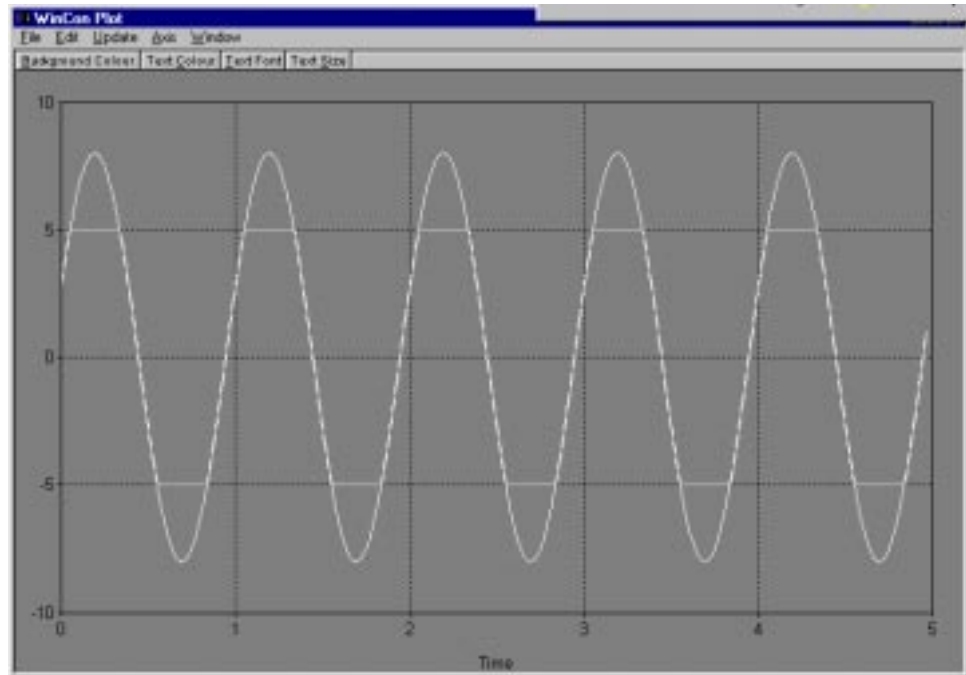 WinCon Plot
File Edit Update Axis Window
Background Colour Text Colour Text Font Text Size
10
5
0
-5
-10
0 1 2 3 4 5
Time